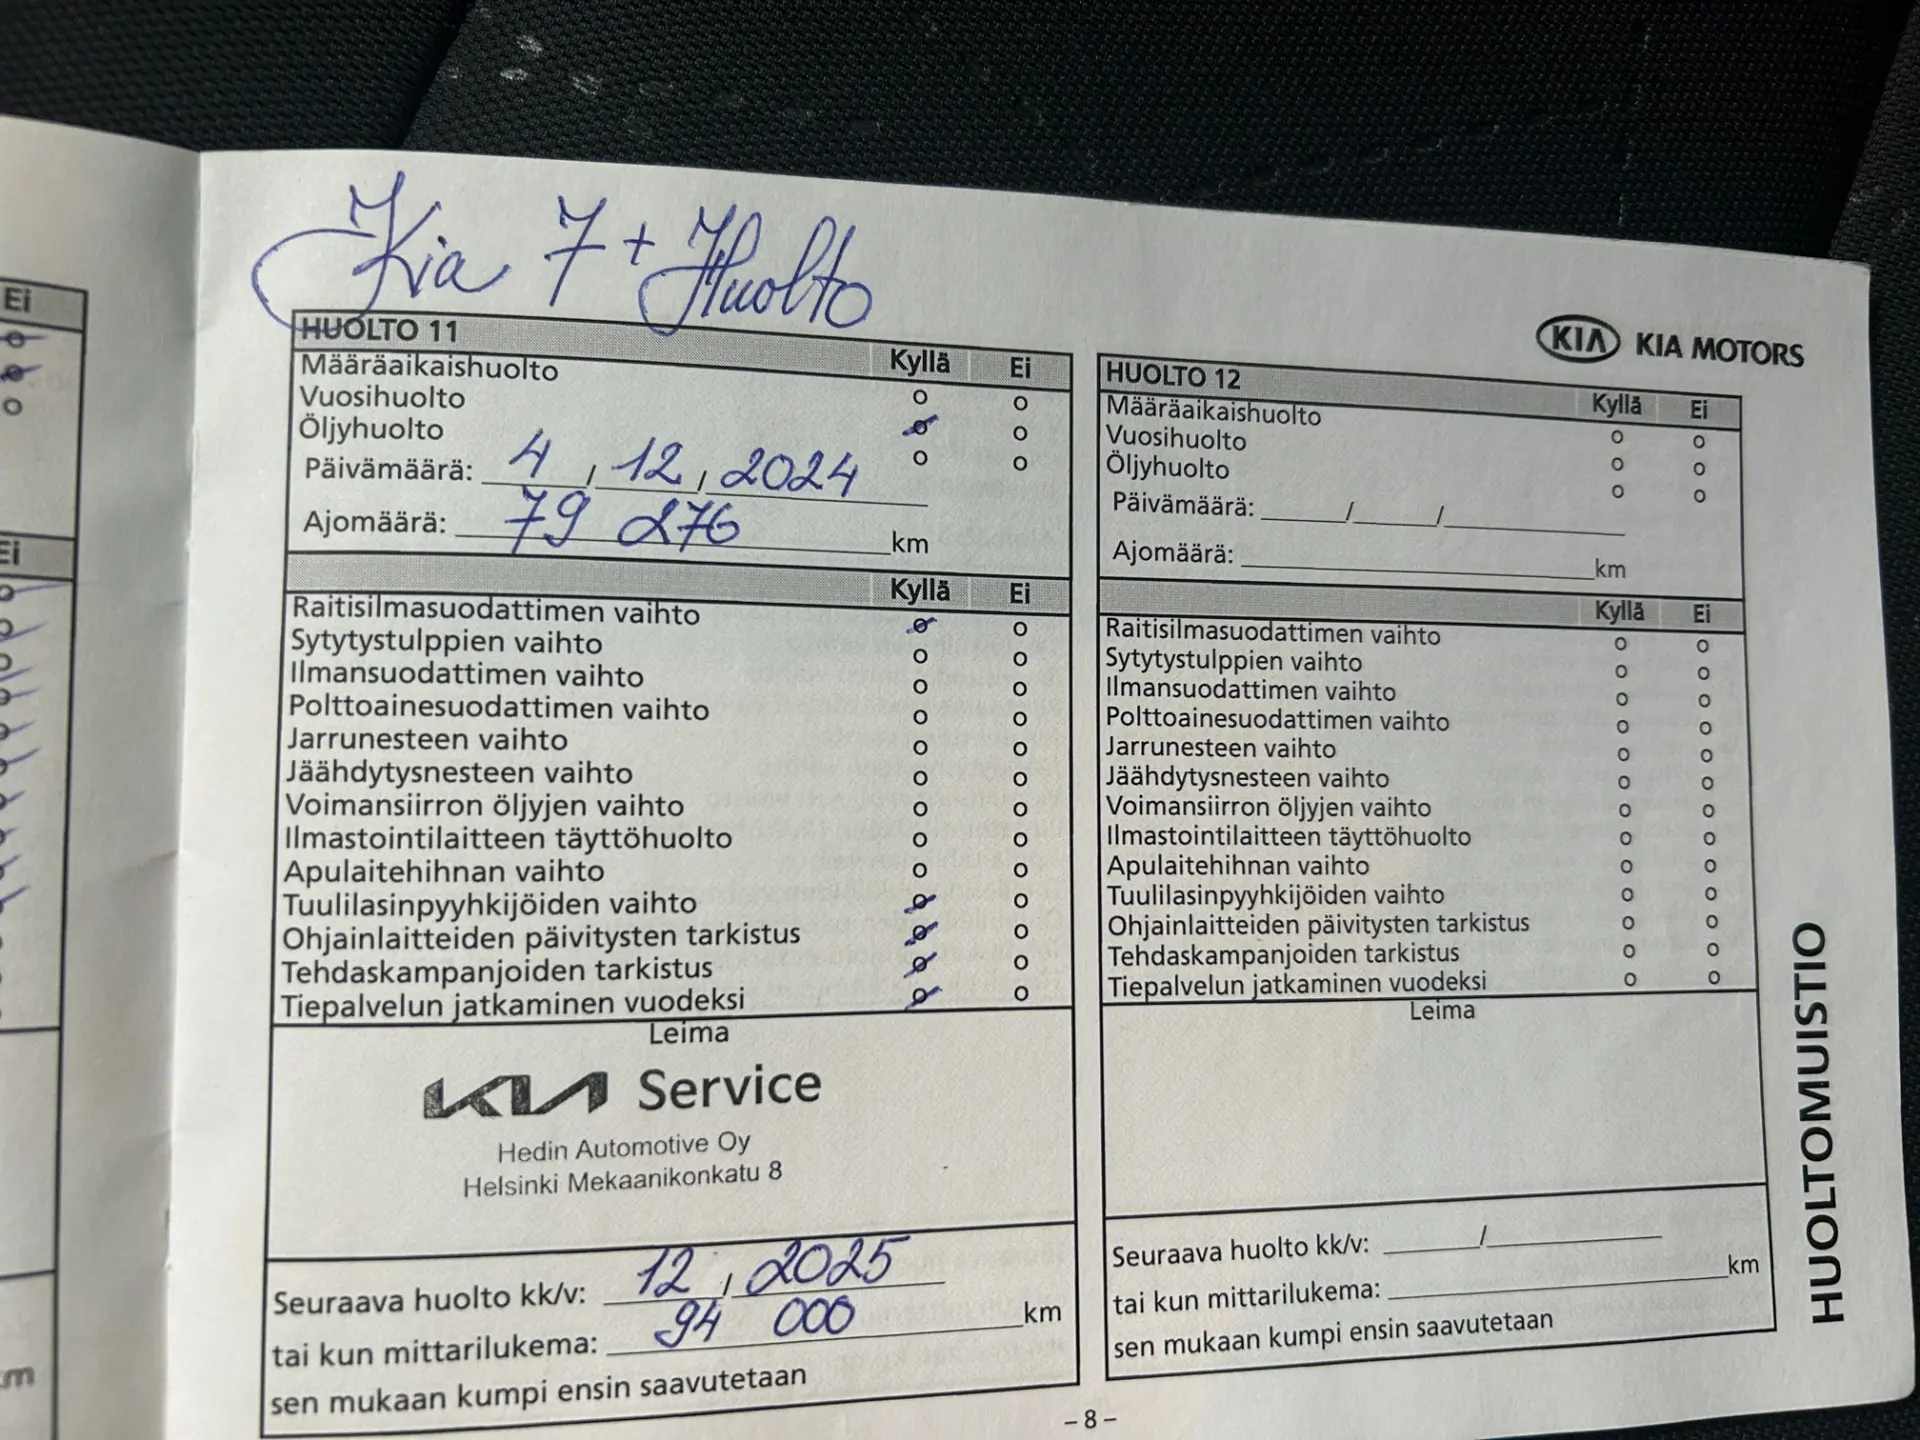 Kia 7+ Huolto
HUOLTO 11
Kyllä Ei
Määräaikaishuolto o o
Vuosihuolto o o
Öljyhuolto o o
Päivämäärä: 4 / 12 / 2024
Ajomäärä: 79 276 km
Kyllä Ei
Raitisilmasuodattimen vaihto o o
Sytytystulppien vaihto o o
Ilmansuodattimen vaihto o o
Polttoainesuodattimen vaihto o o
Jarrunesteen vaihto o o
Jäähdytysnesteen vaihto o o
Voimansiirron öljyjen vaihto o o
Ilmastointilaitteen täyttöhuolto o o
Apulaitehihnan vaihto o o
Tuulilasinpyyhkijöiden vaihto o o
Ohjainlaitteiden päivitysten tarkistus o o
Tehdaskampanjoiden tarkistus o o
Tiepalvelun jatkaminen vuodeksi o o
Leima
KIA Service
Hedin Automotive Oy
Helsinki Mekaanikonkatu 8
Seuraava huolto kk/v: 12 / 2025
tai kun mittarilukema: 94 000 km
sen mukaan kumpi ensin saavutetaan
KIA KIA MOTORS
HUOLTO 12
Kyllä Ei
Määräaikaishuolto o o
Vuosihuolto o o
Öljyhuolto o o
Päivämäärä: / /
Ajomäärä: km
Kyllä Ei
Raitisilmasuodattimen vaihto o o
Sytytystulppien vaihto o o
Ilmansuodattimen vaihto o o
Polttoainesuodattimen vaihto o o
Jarrunesteen vaihto o o
Jäähdytysnesteen vaihto o o
Voimansiirron öljyjen vaihto o o
Ilmastointilaitteen täyttöhuolto o o
Apulaitehihnan vaihto o o
Tuulilasinpyyhkijöiden vaihto o o
Ohjainlaitteiden päivitysten tarkistus o o
Tehdaskampanjoiden tarkistus o o
Tiepalvelun jatkaminen vuodeksi o o
Leima
Seuraava huolto kk/v: /
tai kun mittarilukema: km
sen mukaan kumpi ensin saavutetaan
HUOLTOMUISTIO
- 8 -
Ei
Ei